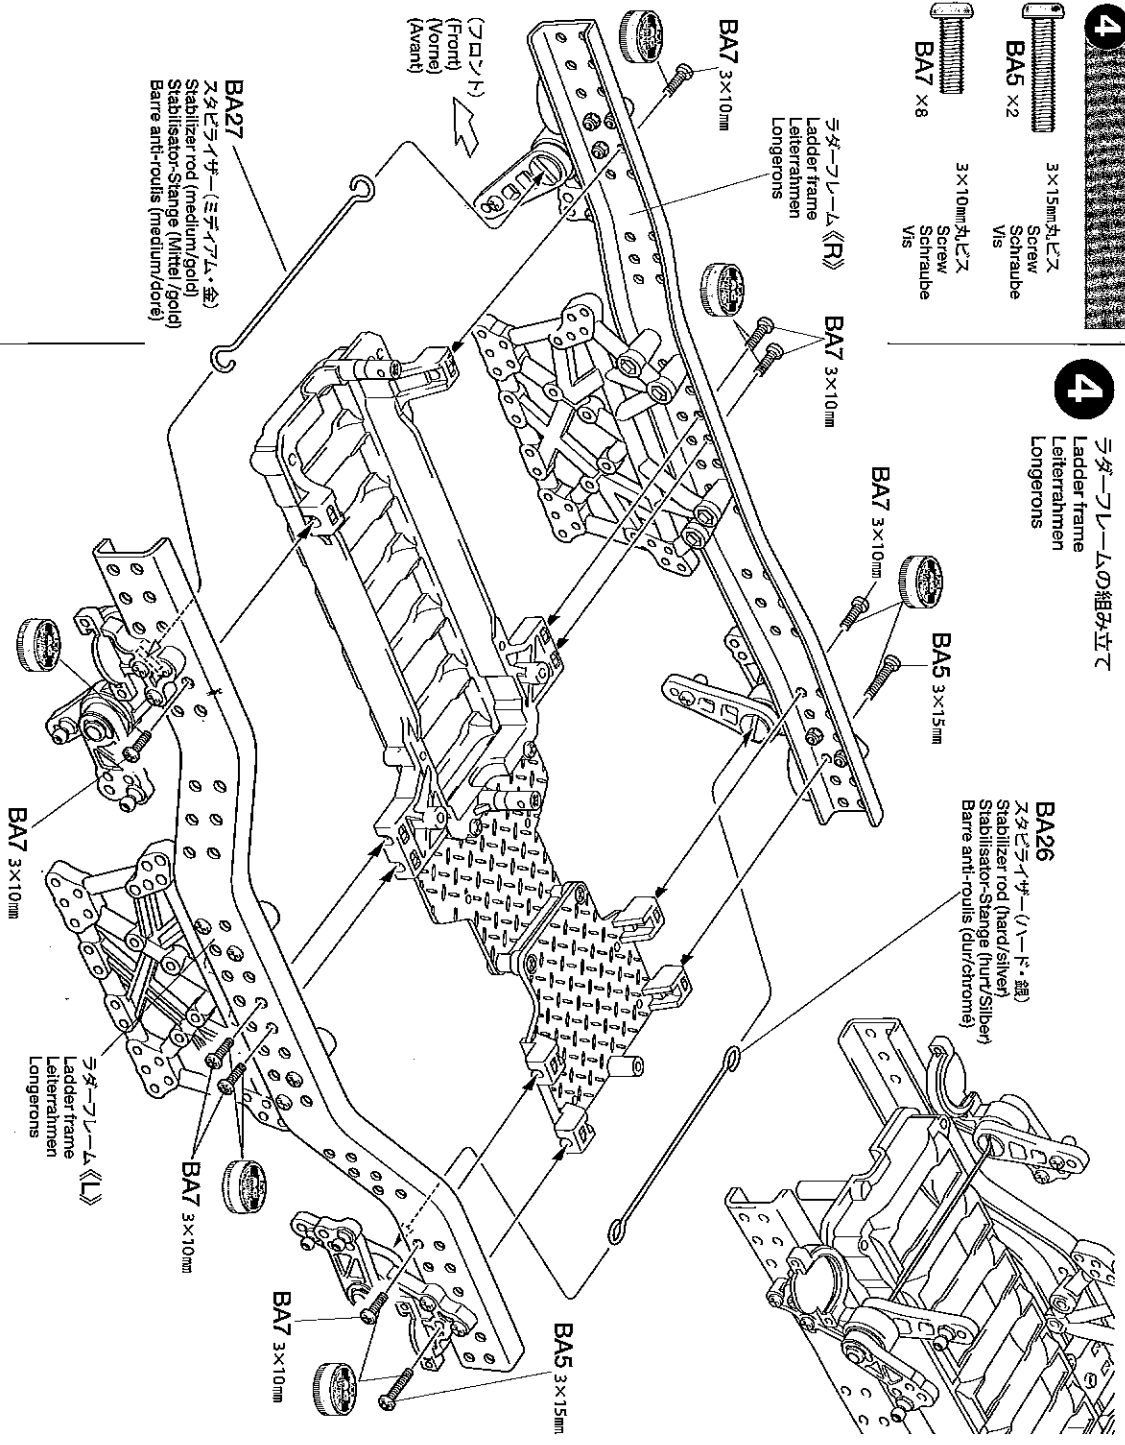 4
BA5 ×2
3×15mm丸ビス
Screw
Schraube
Vis
BA7 ×8
3×10mm丸ビス
Screw
Schraube
Vis
4
ラダーフレームの組み立て
Ladder frame
Leiterrahmen
Longerons
BA7 3×10mm
ラダーフレーム《R》
Ladder frame
Leiterrahmen
Longerons
BA7 3×10mm
BA7 3×10mm
BA5 3×15mm
(フロント)
(Front)
(Vorne)
(Avant)
BA27
スタビライザー(ミディアム・金)
Stabilizer rod (medium/gold)
Stabilisator-Stange (Mittel /gold)
Barre anti-roulis (medium/doré)
BA26
スタビライザー(ハード・銀)
Stabilizer rod (hard/silver)
Stabilisator-Stange (hurt/Silber)
Barre anti-roulis (dur/chromé)
BA7 3×10mm
ラダーフレーム《L》
Ladder frame
Leiterrahmen
Longerons
BA7 3×10mm
BA7 3×10mm
BA5 3×15mm